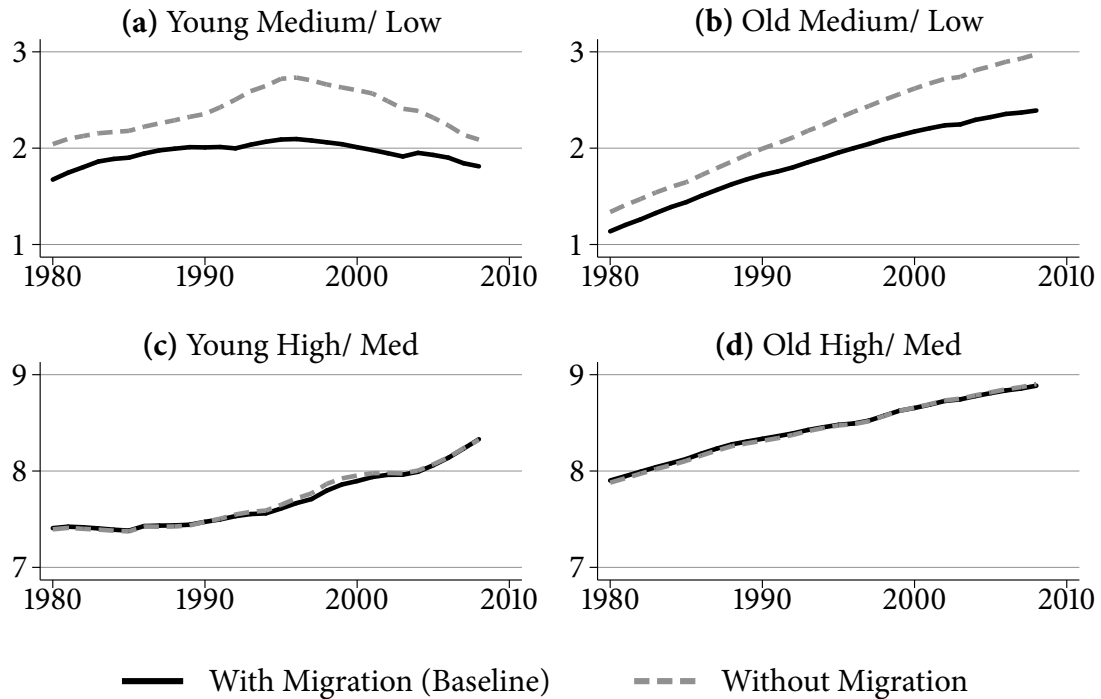 (a) Young Medium/ Low
3
2
1
1980 1990 2000 2010
(b) Old Medium/ Low
3
2
1
1980 1990 2000 2010
(c) Young High/ Med
9
8
7
1980 1990 2000 2010
(d) Old High/ Med
9
8
7
1980 1990 2000 2010
With Migration (Baseline) Without Migration